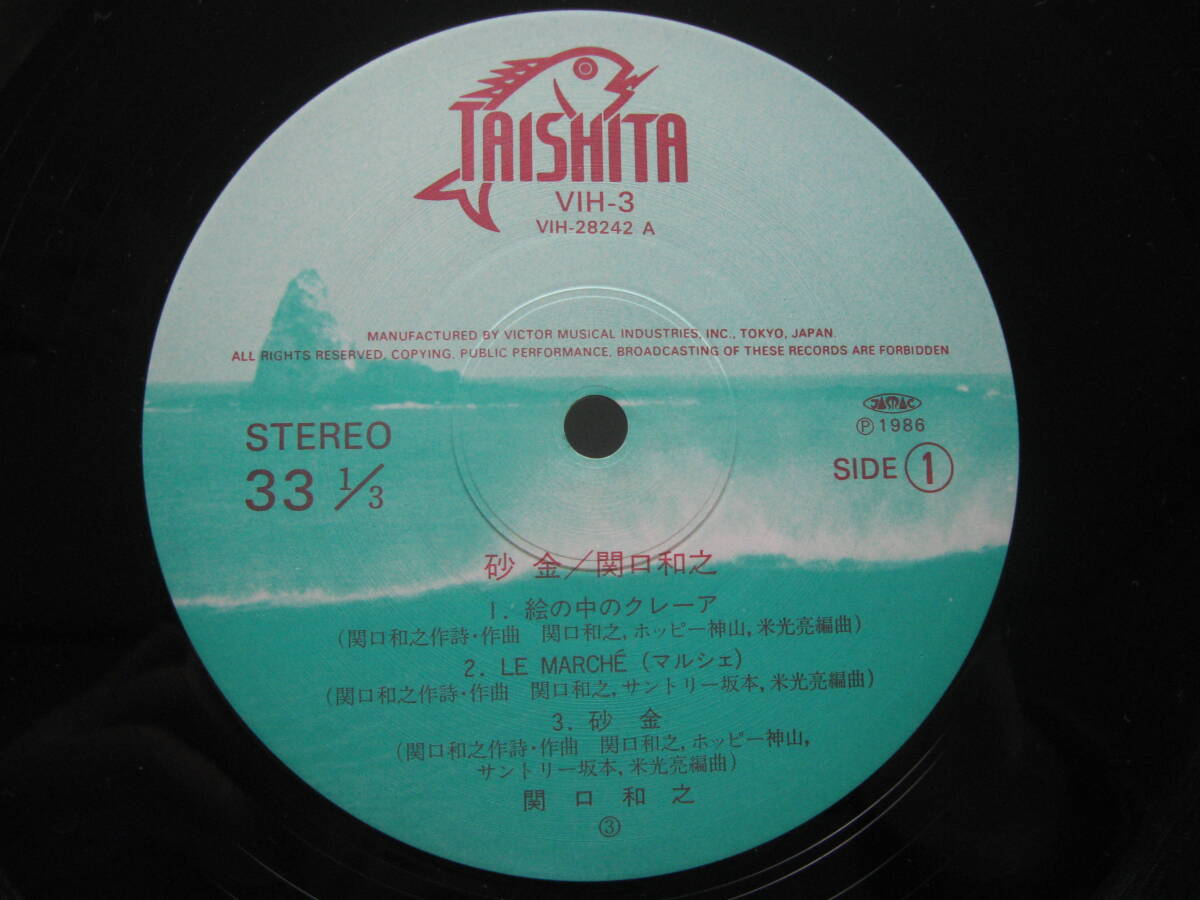 TAISHITA
VIH-3
VIH-28242 A
MANUFACTURED BY VICTOR MUSICAL INDUSTRIES, INC., TOKYO, JAPAN.
ALL RIGHTS RESERVED. COPYING. PUBLIC PERFORMANCE. BROADCASTING OF THESE RECORDS ARE FORBIDDEN
STEREO
33 1/3
JASRAC
Ⓟ1986
SIDE ①
砂 金/関口和之
1. 絵の中のクレーア
(関口和之作詩・作曲 関口和之, ホッピー神山, 米光亮編曲)
2. LE MARCHÉ (マルシェ)
(関口和之作詩・作曲 関口和之, サントリー坂本, 米光亮編曲)
3. 砂 金
(関口和之作詩・作曲 関口和之, ホッピー神山,
サントリー坂本, 米光亮編曲)
関 口 和 之
③